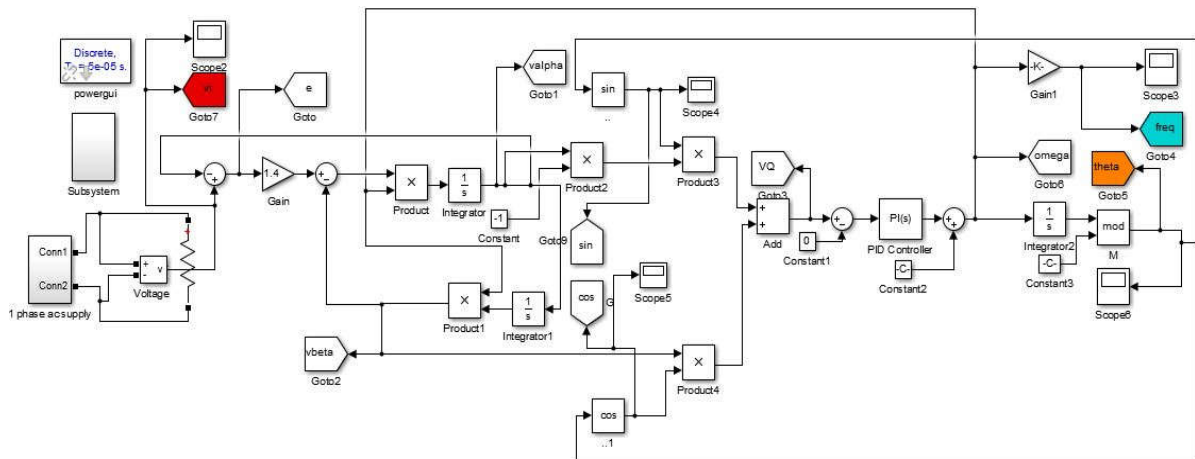 Discrete,
5e-05 s.
powergui
Scope2
vi
Goto7
e
Goto
valpha
Goto1
sin
..
Scope4
-K-
Gain1
Scope3
freq
Goto4
Subsystem
1.4
Gain
×
Product
1
s
Integrator
×
Product2
-1
Constant
×
Product3
VQ
Goto3
+
+
Add
0
Constant1
PI(s)
PID Controller
-C-
Constant2
omega
Goto6
theta
Goto5
1
s
Integrator2
mod
M
-C-
Constant3
Scope6
Goto9
sin
cos
G
Scope5
Conn1
Conn2
1 phase ac supply
+
-
v
Voltage
×
Product1
1
s
Integrator1
vbeta
Goto2
×
Product4
cos
..1